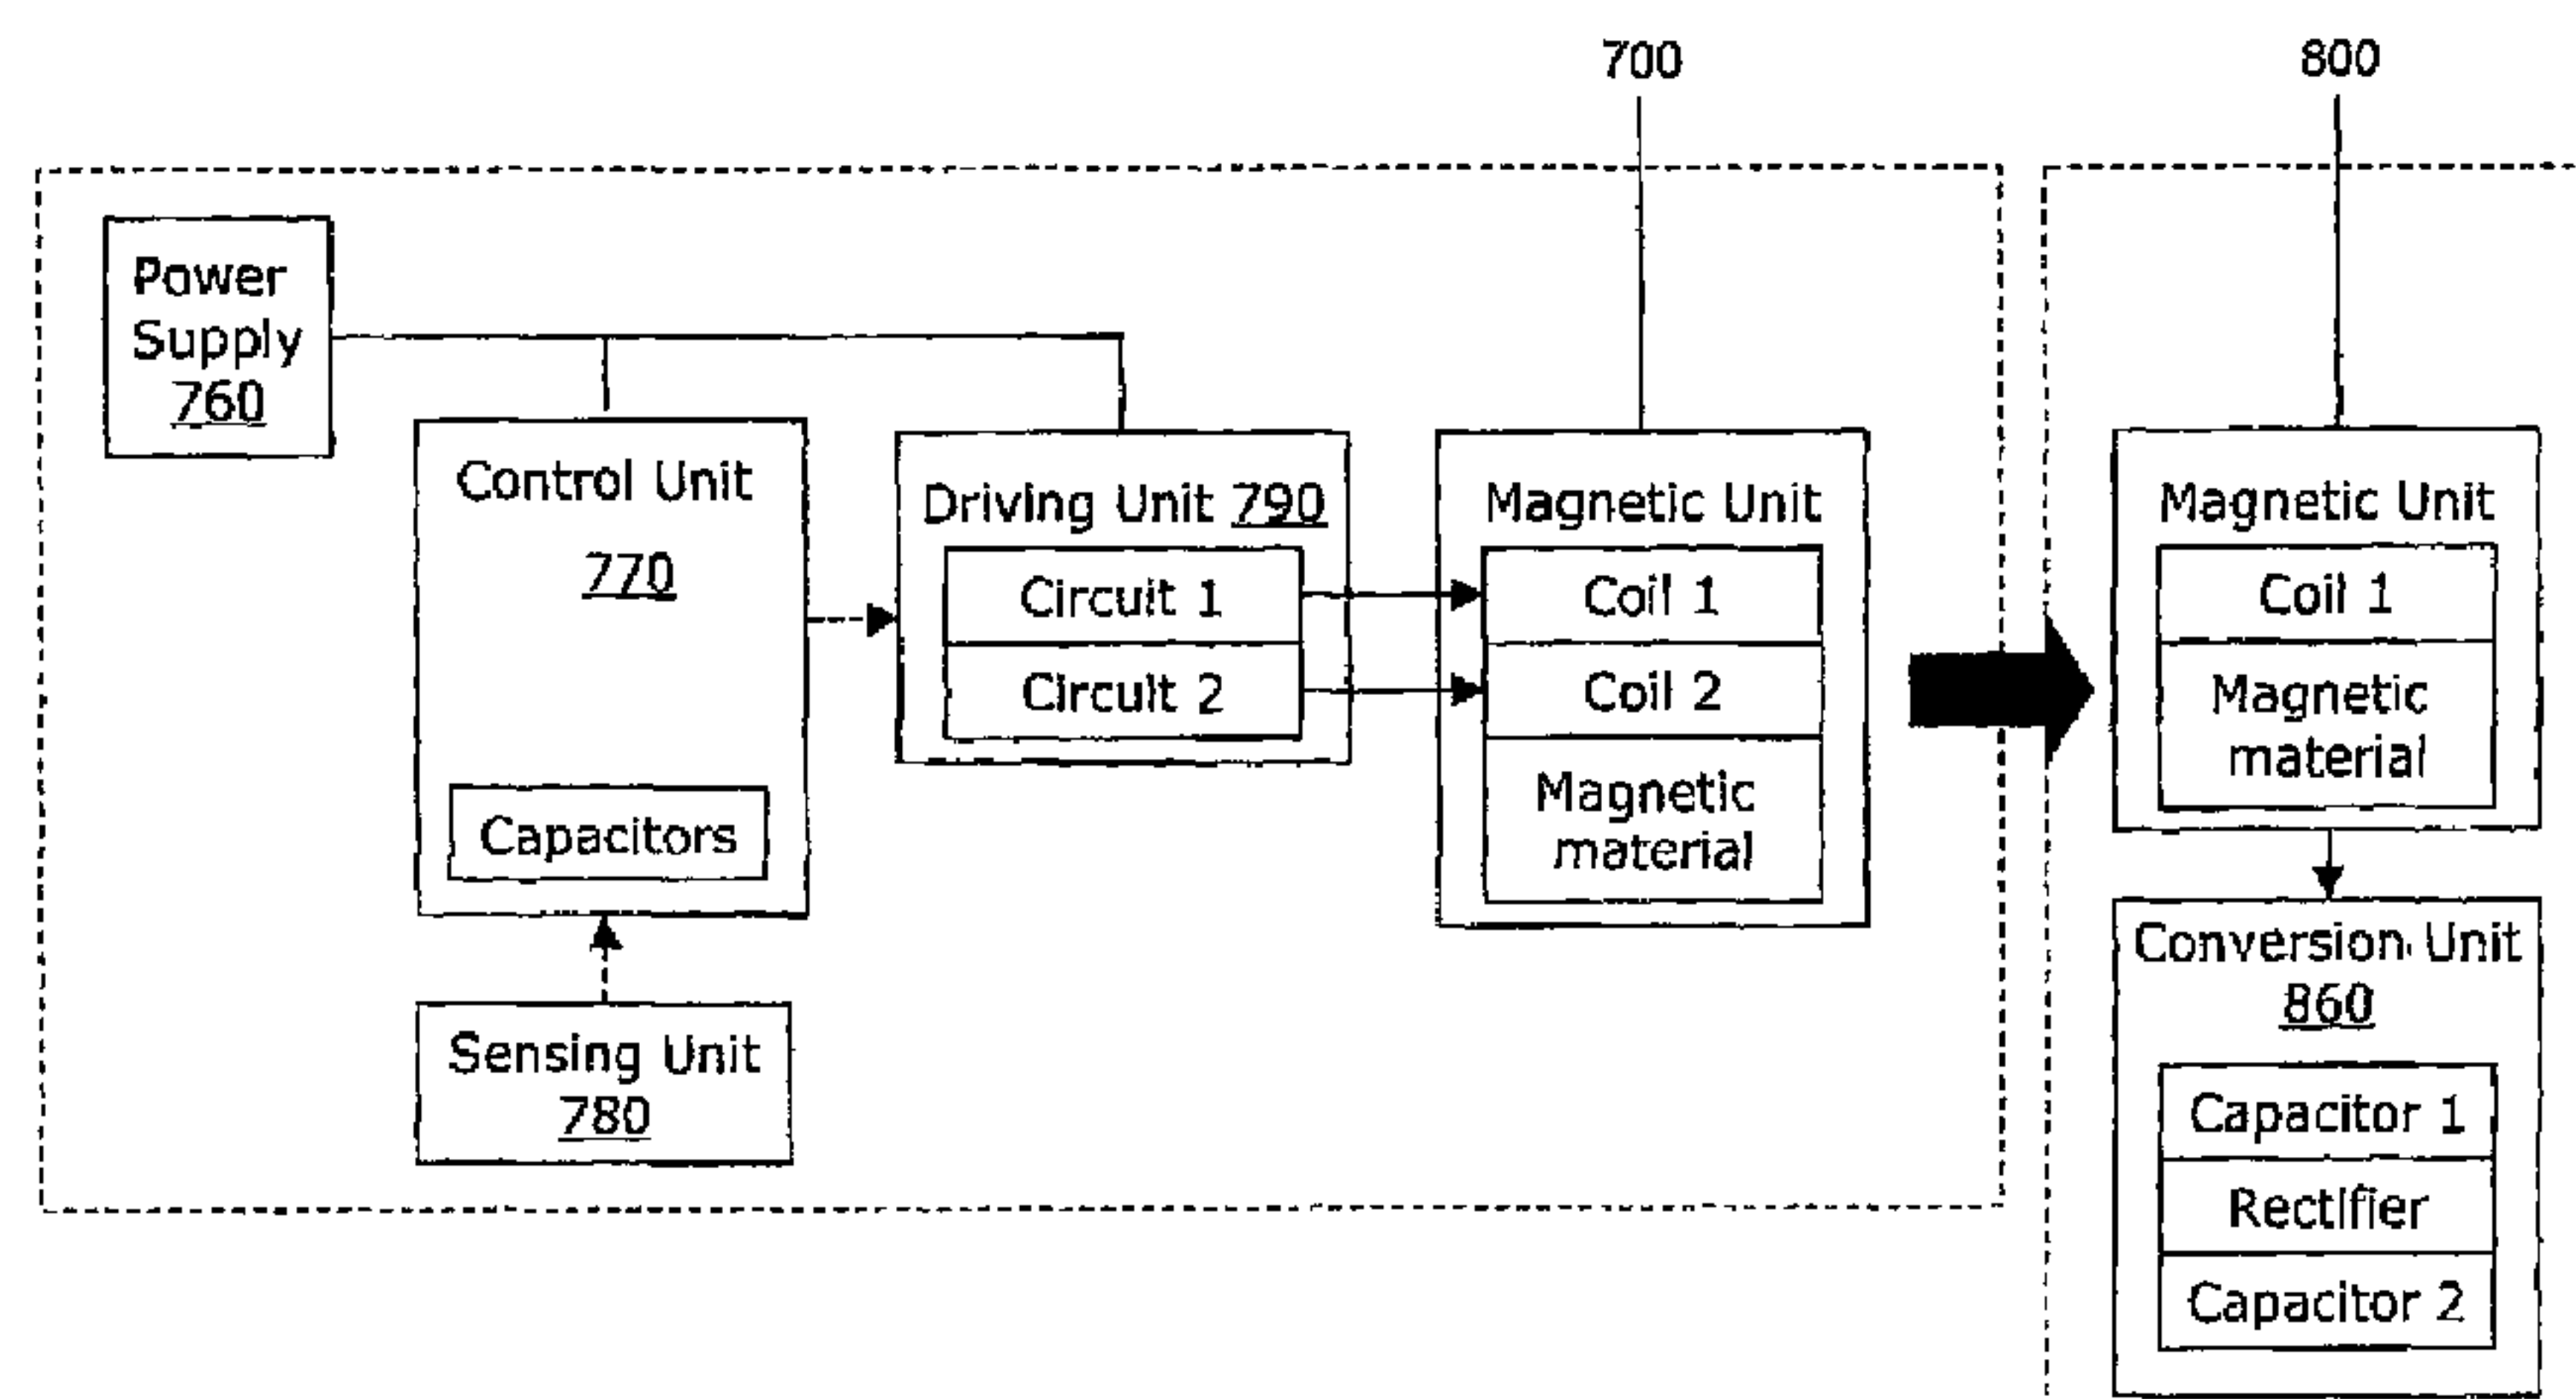 700
800
Power
Supply
760
Control Unit
770
Capacitors
Sensing Unit
780
Driving Unit 790
Circuit 1
Circuit 2
Magnetic Unit
Coil 1
Coil 2
Magnetic
material
Magnetic Unit
Coil 1
Magnetic
material
Conversion Unit
860
Capacitor 1
Rectifier
Capacitor 2